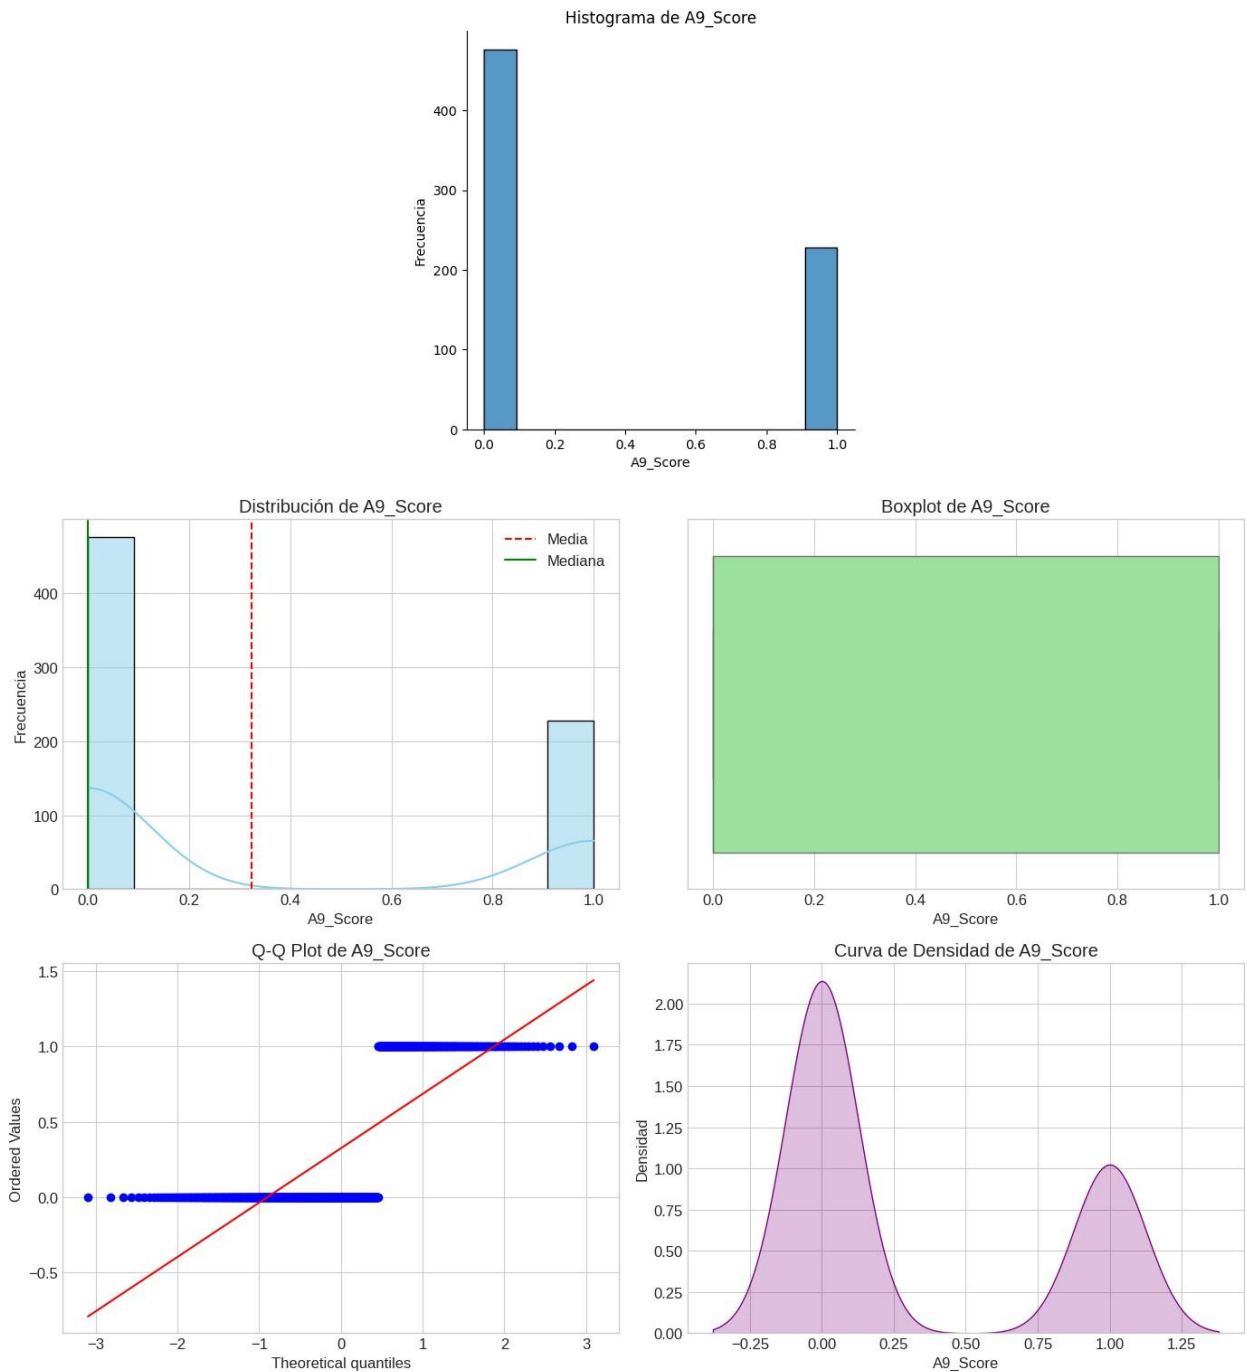 Histograma de A9_Score
400
300
200
100
0
Frecuencia
0.0 0.2 0.4 0.6 0.8 1.0
A9_Score
Distribución de A9_Score
Media
Mediana
400
300
200
100
0
Frecuencia
0.0 0.2 0.4 0.6 0.8 1.0
A9_Score
Boxplot de A9_Score
0.0 0.2 0.4 0.6 0.8 1.0
A9_Score
Q-Q Plot de A9_Score
1.5
1.0
0.5
0.0
−0.5
Ordered Values
−3 −2 −1 0 1 2 3
Theoretical quantiles
Curva de Densidad de A9_Score
2.00
1.75
1.50
1.25
1.00
0.75
0.50
0.25
0.00
Densidad
−0.25 0.00 0.25 0.50 0.75 1.00 1.25
A9_Score